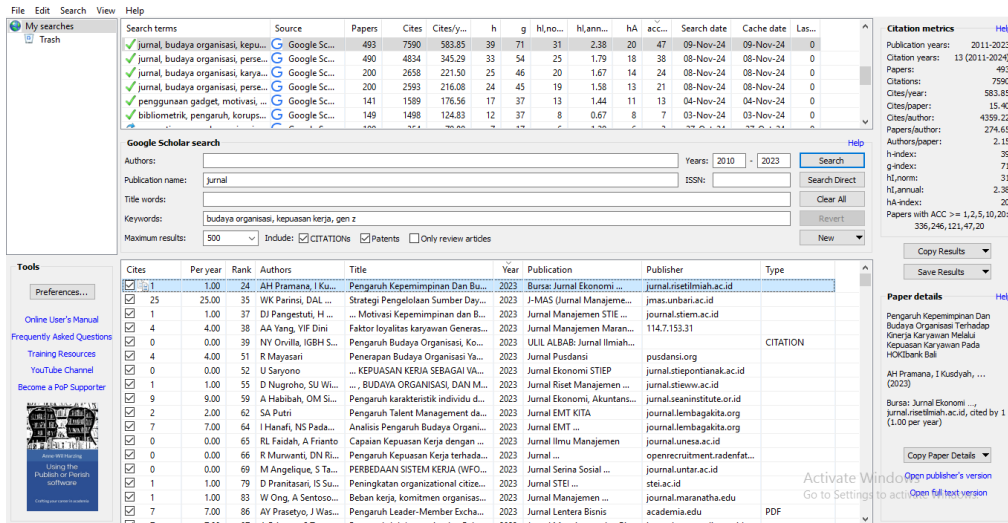 File Edit Search View Help
My searches
Trash
Search terms Source Papers Cites Cites/y... h g hI,no... hI,ann... hA acc... Search date Cache date Las...
jurnal, budaya organisasi, kepu... Google Sc... 493 7590 583.85 39 71 31 2.38 20 47 09-Nov-24 09-Nov-24 0
jurnal, budaya organisasi, perse... Google Sc... 490 4834 345.29 33 54 25 1.79 18 38 08-Nov-24 08-Nov-24 0
jurnal, budaya organisasi, karya... Google Sc... 200 2658 221.50 25 46 20 1.67 14 24 08-Nov-24 08-Nov-24 0
jurnal, budaya organisasi, perse... Google Sc... 200 2593 216.08 24 45 19 1.58 13 21 08-Nov-24 08-Nov-24 0
penggunaan gadget, motivasi, ... Google Sc... 141 1589 176.56 17 37 13 1.44 11 13 04-Nov-24 04-Nov-24 0
bibliometrik, pengaruh, korups... Google Sc... 149 1498 124.83 12 37 8 0.67 8 7 03-Nov-24 03-Nov-24 0
Google Scholar search Help
Authors: Years: 2010 - 2023 Search
Publication name: jurnal ISSN: Search Direct
Title words: Clear All
Keywords: budaya organisasi, kepuasan kerja, gen z Revert
Maximum results: 500 Include: CITATIONs Patents Only review articles New
Cites Per year Rank Authors Title Year Publication Publisher Type
1 1.00 24 AH Pramana, I Ku... Pengaruh Kepemimpinan Dan Bu... 2023 Bursa: Jurnal Ekonomi ... jurnal.risetilmiah.ac.id
25 25.00 35 WK Parinsi, DAL ... Strategi Pengelolaan Sumber Day... 2023 J-MAS (Jurnal Manajeme... jmas.unbari.ac.id
1 1.00 37 DJ Pangestuti, H ... ... Motivasi Kepemimpinan dan B... 2023 Jurnal Manajemen STIE ... journal.stiem.ac.id
4 4.00 38 AA Yang, YIF Dini Faktor loyalitas karyawan Generas... 2023 Jurnal Manajemen Maran... 114.7.153.31
0 0.00 39 NY Orvilla, IGBH S... Pengaruh Budaya Organisasi, Ko... 2023 ULIL ALBAB: Jurnal Ilmiah... CITATION
4 4.00 51 R Mayasari Penerapan Budaya Organisasi Ya... 2023 Jurnal Pusdansi pusdansi.org
0 0.00 52 U Saryono ... KEPUASAN KERJA SEBAGAI VA... 2023 Jurnal Ekonomi STIEP jurnal.stiepontianak.ac.id
1 1.00 55 D Nugroho, SU Wi... ... , BUDAYA ORGANISASI, DAN M... 2023 Jurnal Riset Manajemen ... jurnal.stieww.ac.id
9 9.00 59 A Habibah, OM Si... Pengaruh karakteristik individu d... 2023 Jurnal Ekonomi, Akuntans... jurnal.seaninstitute.or.id
2 2.00 62 SA Putri Pengaruh Talent Management da... 2023 Jurnal EMT KITA journal.lembagakita.org
7 7.00 64 I Hanafi, NS Pada... Analisis Pengaruh Budaya Organi... 2023 Jurnal EMT ... journal.lembagakita.org
0 0.00 65 RL Faidah, A Frianto Capaian Kepuasan Kerja dengan ... 2023 Jurnal Ilmu Manajemen journal.unesa.ac.id
0 0.00 66 R Murwanti, DN Ri... Pengaruh Kepuasan Kerja terhada... 2023 Jurnal ... openrecruitment.radenfat...
0 0.00 69 M Angelique, S Ta... PERBEDAAN SISTEM KERJA (WFO... 2023 Jurnal Serina Sosial ... journal.untar.ac.id
1 1.00 79 D Pranitasari, IS Su... Peningkatan organizational citize... 2023 Jurnal STEI ... stei.ac.id
1 1.00 83 W Ong, A Sentoso... Beban kerja, komitmen organisas... 2023 Jurnal Manajemen ... journal.maranatha.edu
7 7.00 86 AY Prasetyo, J Was... Pengaruh Leader-Member Excha... 2023 Jurnal Lentera Bisnis academia.edu PDF
Tools
Preferences...
Online User's Manual
Frequently Asked Questions
Training Resources
YouTube Channel
Become a PoP Supporter
Anne-Wil Harzing
Using the
Publish or Perish
software
Crafting your career in academia
Citation metrics Help
Publication years: 2011-2023
Citation years: 13 (2011-2024)
Papers: 493
Citations: 7590
Cites/year: 583.85
Cites/paper: 15.40
Cites/author: 4359.22
Papers/author: 274.65
Authors/paper: 2.15
h-index: 39
g-index: 71
hI,norm: 31
hI,annual: 2.38
hA-index: 20
Papers with ACC >= 1,2,5,10,20:
336,246,121,47,20
Copy Results
Save Results
Paper details Help
Pengaruh Kepemimpinan Dan
Budaya Organisasi Terhadap
Kinerja Karyawan Melalui
Kepuasan Karyawan Pada
HOKIbank Bali
AH Pramana, I Kusdyah, ...
(2023)
Bursa: Jurnal Ekonomi ...,
jurnal.risetilmiah.ac.id, cited by 1
(1.00 per year)
Copy Paper Details
Open publisher's version
Open full text version
Activate Windows
Go to Settings to activate Windows.